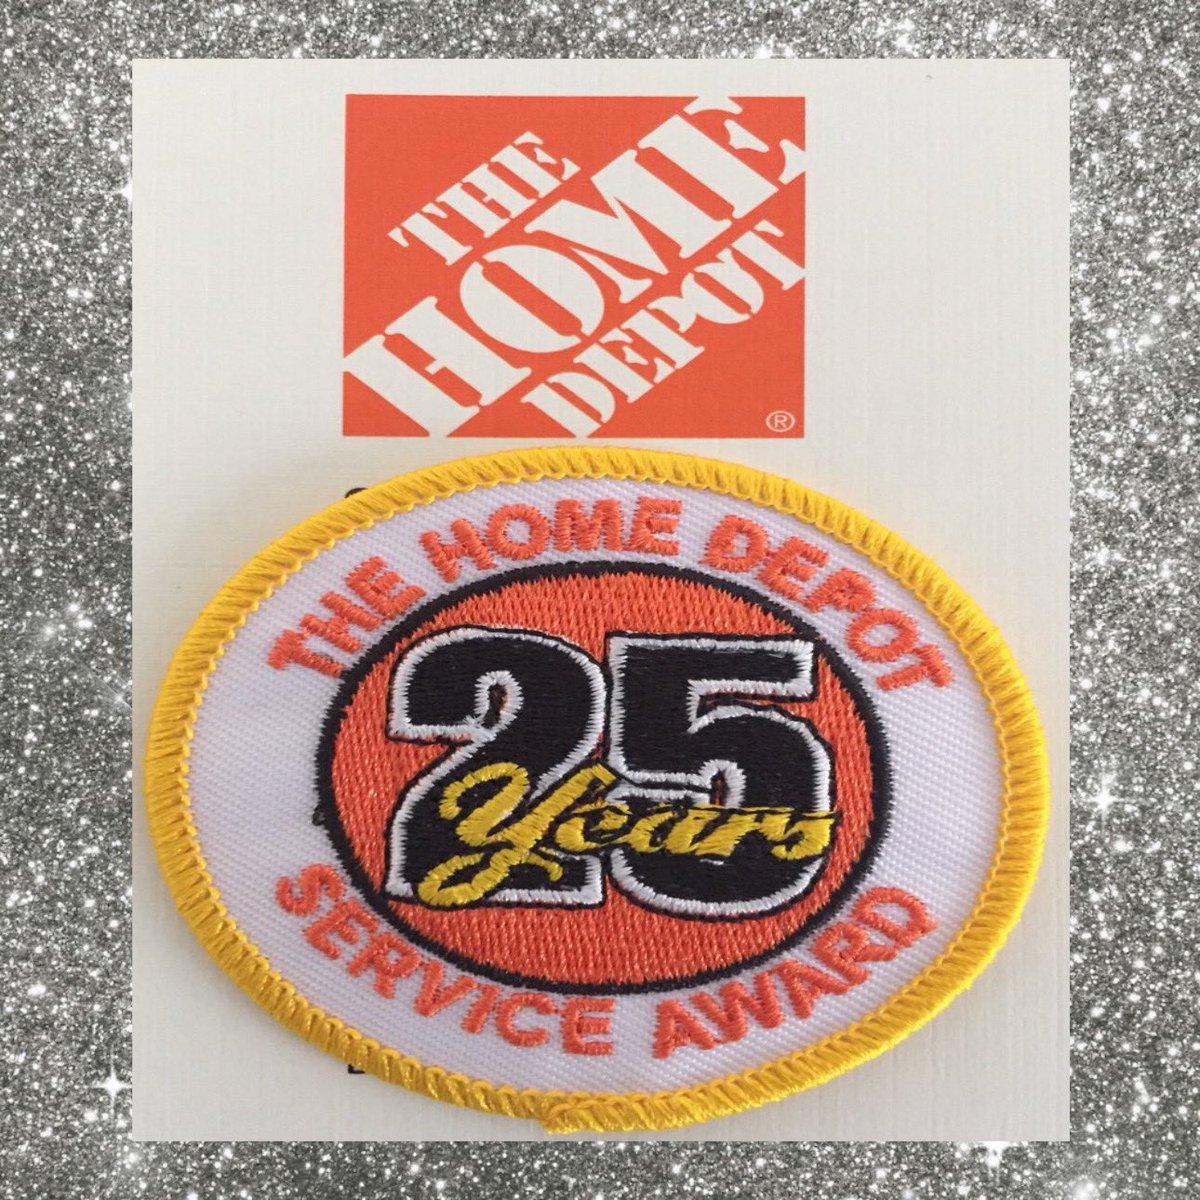 THE
HOME
DEPOT
®
THE HOME DEPOT
25
Years
SERVICE AWARD